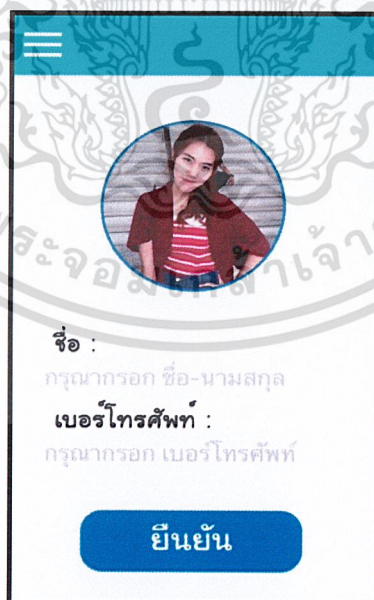 ชื่อ :
กรุณากรอก ชื่อ-นามสกุล
เบอร์โทรศัพท์ :
กรุณากรอก เบอร์โทรศัพท์
ยืนยัน